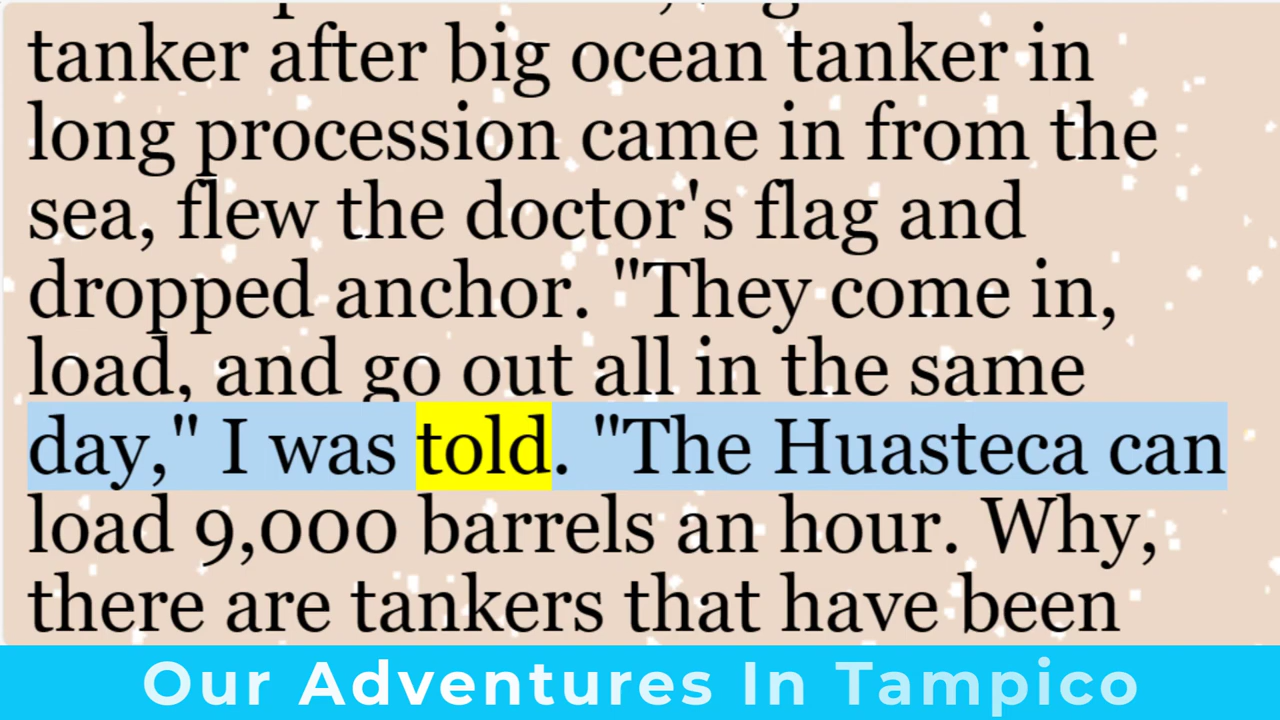 tanker after big ocean tanker in
long procession came in from the
sea, flew the doctor's flag and
dropped anchor. "They come in,
load, and go out all in the same
day," I was told. "The Huasteca can
load 9,000 barrels an hour. Why,
there are tankers that have been
Our Adventures In Tampico